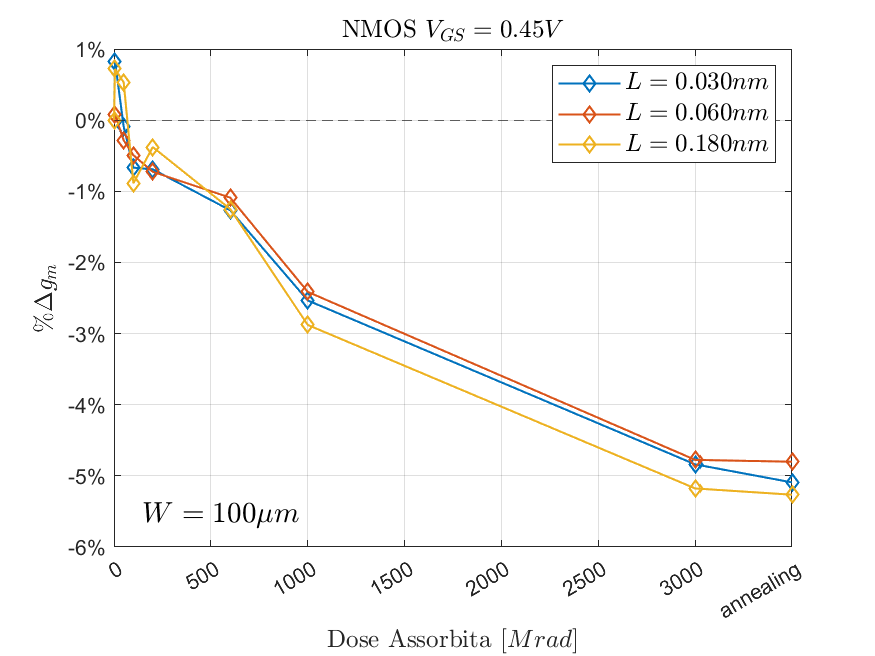 NMOS V_GS = 0.45V
1%
0%
-1%
-2%
-3%
-4%
-5%
-6%
%Δg_m
L = 0.030nm
L = 0.060nm
L = 0.180nm
W = 100μm
0 500 1000 1500 2000 2500 3000 annealing
Dose Assorbita [Mrad]